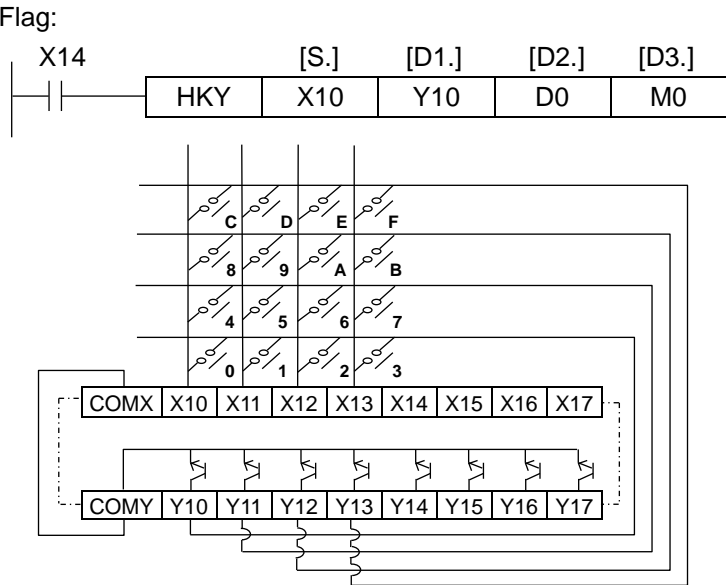 Flag:
X14 [S.] [D1.] [D2.] [D3.]
HKY X10 Y10 D0 M0
C D E F
8 9 A B
4 5 6 7
0 1 2 3
COMX X10 X11 X12 X13 X14 X15 X16 X17
COMY Y10 Y11 Y12 Y13 Y14 Y15 Y16 Y17